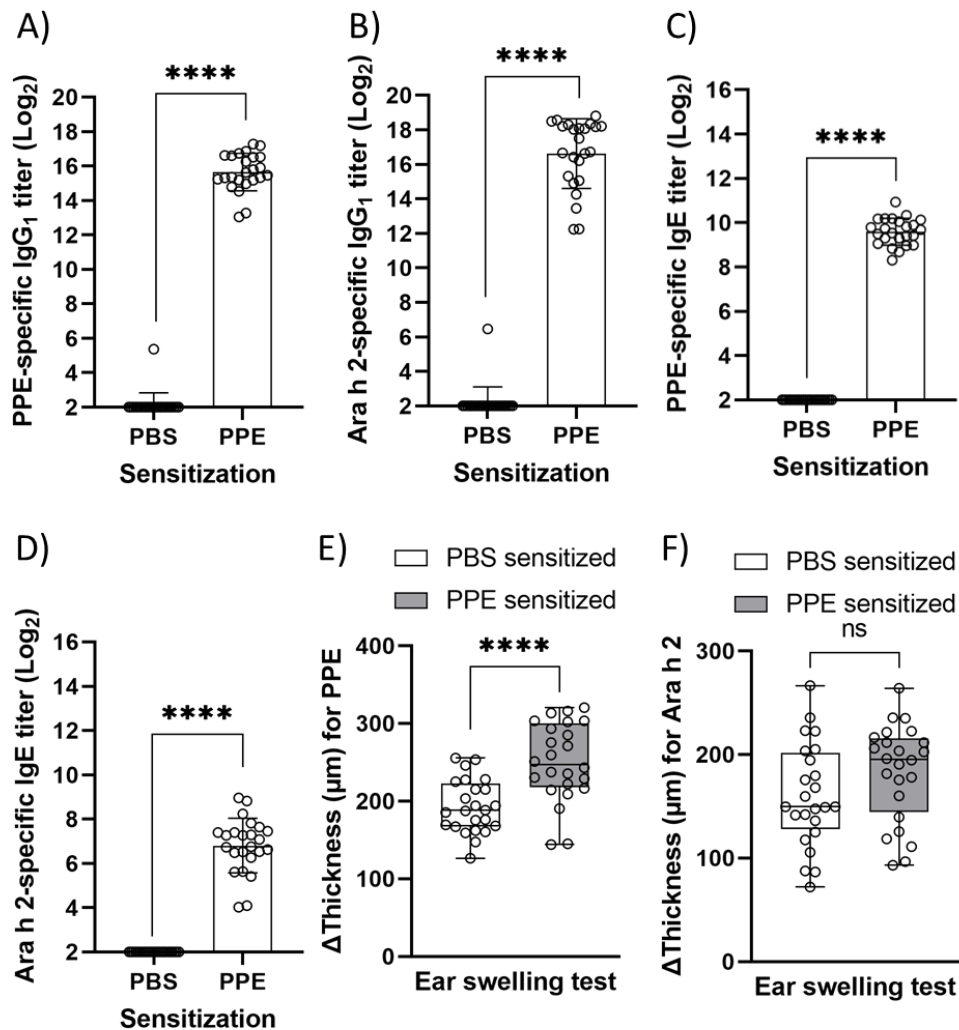 A)
PPE-specific IgG₁ titer (Log₂)
20
18
16
14
12
10
8
6
4
2
****
PBS PPE
Sensitization
B)
Ara h 2-specific IgG₁ titer (Log₂)
20
18
16
14
12
10
8
6
4
2
****
PBS PPE
Sensitization
C)
PPE-specific IgE titer (Log₂)
16
14
12
10
8
6
4
2
****
PBS PPE
Sensitization
D)
Ara h 2-specific IgE titer (Log₂)
16
14
12
10
8
6
4
2
****
PBS PPE
Sensitization
E)
PBS sensitized
PPE sensitized
ΔThickness (µm) for PPE
400
300
200
100
0
****
Ear swelling test
F)
PBS sensitized
PPE sensitized
ns
ΔThickness (µm) for Ara h 2
300
200
100
0
Ear swelling test